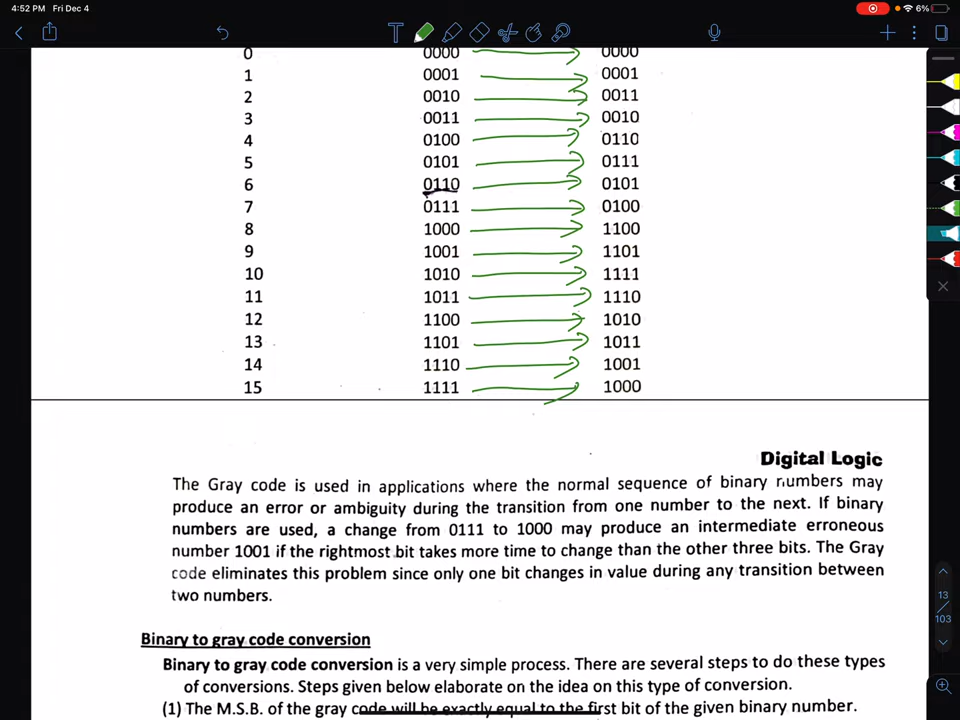 4:52 PM Fri Dec 4 6%
0 0000 0000
1 0001 0001
2 0010 0011
3 0011 0010
4 0100 0110
5 0101 0111
6 0110 0101
7 0111 0100
8 1000 1100
9 1001 1101
10 1010 1111
11 1011 1110
12 1100 1010
13 1101 1011
14 1110 1001
15 1111 1000
Digital Logic
The Gray code is used in applications where the normal sequence of binary numbers may
produce an error or ambiguity during the transition from one number to the next. If binary
numbers are used, a change from 0111 to 1000 may produce an intermediate erroneous
number 1001 if the rightmost bit takes more time to change than the other three bits. The Gray
code eliminates this problem since only one bit changes in value during any transition between
two numbers.
13
103
Binary to gray code conversion
Binary to gray code conversion is a very simple process. There are several steps to do these types
of conversions. Steps given below elaborate on the idea on this type of conversion.
(1) The M.S.B. of the gray code will be exactly equal to the first bit of the given binary number.